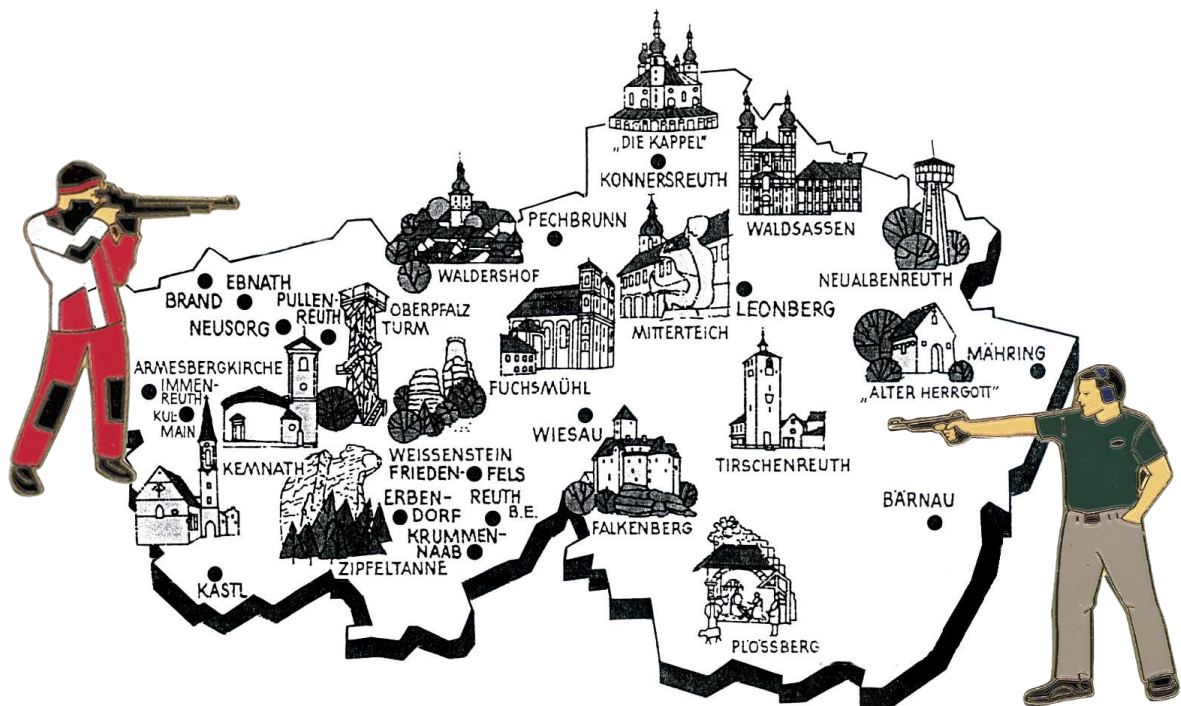 „DIE KAPPEL"
KONNERSREUTH
PECHBRUNN
WALDSASSEN
WALDERSHOF
NEUALBENREUTH
EBNATH
BRAND
PULLEN-
REUTH
OBERPFALZ
TURM
NEUSORG
LEONBERG
MITTERTEICH
ARMESBERGKIRCHE
IMMEN-
REUTH
KUL-
MAIN
FUCHSMÜHL
MÄHRING
„ALTER HERRGOTT"
WIESAU
KEMNATH
WEISSENSTEIN
FRIEDEN-FELS
TIRSCHENREUTH
ERBEN-
DORF
REUTH
B.E.
BÄRNAU
FALKENBERG
KRUMMEN-
NAAB
ZIPFELTANNE
KASTL
PLÖSSBERG